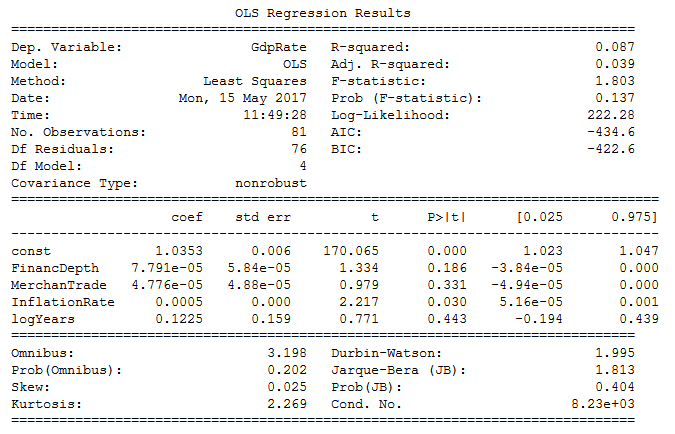 OLS Regression Results
==============================================================================
Dep. Variable:                GdpRate   R-squared:                       0.087
Model:                            OLS   Adj. R-squared:                  0.039
Method:                 Least Squares   F-statistic:                     1.803
Date:                Mon, 15 May 2017   Prob (F-statistic):              0.137
Time:                        11:49:28   Log-Likelihood:                 222.28
No. Observations:                  81   AIC:                            -434.6
Df Residuals:                      76   BIC:                            -422.6
Df Model:                           4
Covariance Type:            nonrobust
=================================================================================
                    coef    std err          t      P>|t|      [0.025      0.975]
---------------------------------------------------------------------------------
const             1.0353      0.006    170.065      0.000       1.023       1.047
FinancDepth    7.791e-05   5.84e-05      1.334      0.186   -3.84e-05       0.000
MerchanTrade   4.776e-05   4.88e-05      0.979      0.331   -4.94e-05       0.000
InflationRate     0.0005      0.000      2.217      0.030    5.16e-05       0.001
logYears          0.1225      0.159      0.771      0.443      -0.194       0.439
==============================================================================
Omnibus:                        3.198   Durbin-Watson:                   1.995
Prob(Omnibus):                  0.202   Jarque-Bera (JB):                1.813
Skew:                           0.025   Prob(JB):                        0.404
Kurtosis:                       2.269   Cond. No.                     8.23e+03
==============================================================================